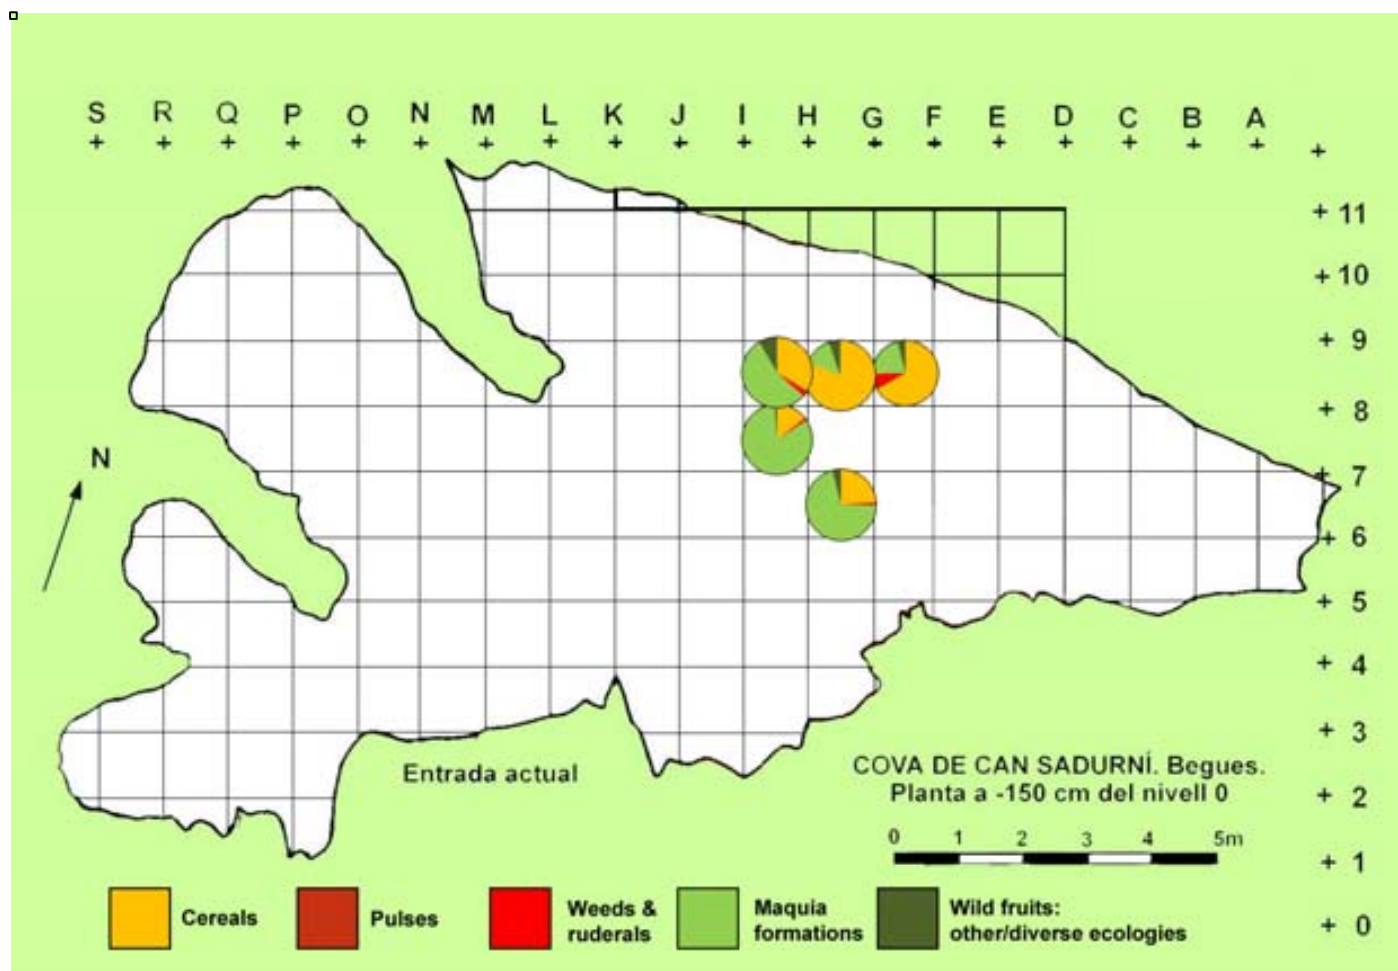 S R Q P O N M L K J I H G F E D C B A
11
10
9
8
7
6
5
4
3
2
1
0
N
Entrada actual
COVA DE CAN SADURNÍ. Begues.
Planta a -150 cm del nivell 0
0 1 2 3 4 5m
Cereals
Pulses
Weeds &
ruderals
Maquia
formations
Wild fruits:
other/diverse ecologies